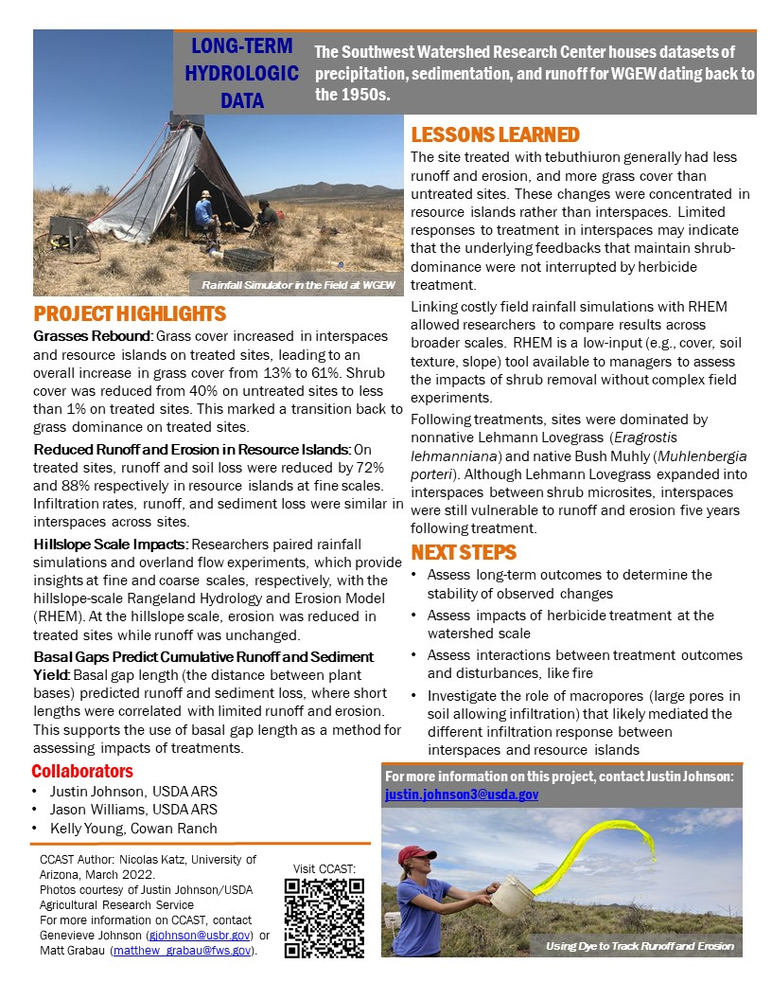 LONG-TERM
HYDROLOGIC
DATA
The Southwest Watershed Research Center houses datasets of
precipitation, sedimentation, and runoff for WGEW dating back to
the 1950s.
Rainfall Simulator in the Field at WGEW
PROJECT HIGHLIGHTS
Grasses Rebound: Grass cover increased in interspaces
and resource islands on treated sites, leading to an
overall increase in grass cover from 13% to 61%. Shrub
cover was reduced from 40% on untreated sites to less
than 1% on treated sites. This marked a transition back to
grass dominance on treated sites.
Reduced Runoff and Erosion in Resource Islands: On
treated sites, runoff and soil loss were reduced by 72%
and 88% respectively in resource islands at fine scales.
Infiltration rates, runoff, and sediment loss were similar in
interspaces across sites.
Hillslope Scale Impacts: Researchers paired rainfall
simulations and overland flow experiments, which provide
insights at fine and coarse scales, respectively, with the
hillslope-scale Rangeland Hydrology and Erosion Model
(RHEM). At the hillslope scale, erosion was reduced in
treated sites while runoff was unchanged.
Basal Gaps Predict Cumulative Runoff and Sediment
Yield: Basal gap length (the distance between plant
bases) predicted runoff and sediment loss, where short
lengths were correlated with limited runoff and erosion.
This supports the use of basal gap length as a method for
assessing impacts of treatments.
Collaborators
• Justin Johnson, USDA ARS
• Jason Williams, USDA ARS
• Kelly Young, Cowan Ranch
CCAST Author: Nicolas Katz, University of
Arizona, March 2022.
Photos courtesy of Justin Johnson/USDA
Agricultural Research Service
For more information on CCAST, contact
Genevieve Johnson (gjohnson@usbr.gov) or
Matt Grabau (matthew_grabau@fws.gov).
Visit CCAST:
LESSONS LEARNED
The site treated with tebuthiuron generally had less
runoff and erosion, and more grass cover than
untreated sites. These changes were concentrated in
resource islands rather than interspaces. Limited
responses to treatment in interspaces may indicate
that the underlying feedbacks that maintain shrub-
dominance were not interrupted by herbicide
treatment.
Linking costly field rainfall simulations with RHEM
allowed researchers to compare results across
broader scales. RHEM is a low-input (e.g., cover, soil
texture, slope) tool available to managers to assess
the impacts of shrub removal without complex field
experiments.
Following treatments, sites were dominated by
nonnative Lehmann Lovegrass (Eragrostis
lehmanniana) and native Bush Muhly (Muhlenbergia
porteri). Although Lehmann Lovegrass expanded into
interspaces between shrub microsites, interspaces
were still vulnerable to runoff and erosion five years
following treatment.
NEXT STEPS
• Assess long-term outcomes to determine the
stability of observed changes
• Assess impacts of herbicide treatment at the
watershed scale
• Assess interactions between treatment outcomes
and disturbances, like fire
• Investigate the role of macropores (large pores in
soil allowing infiltration) that likely mediated the
different infiltration response between
interspaces and resource islands
For more information on this project, contact Justin Johnson:
justin.johnson3@usda.gov
Using Dye to Track Runoff and Erosion